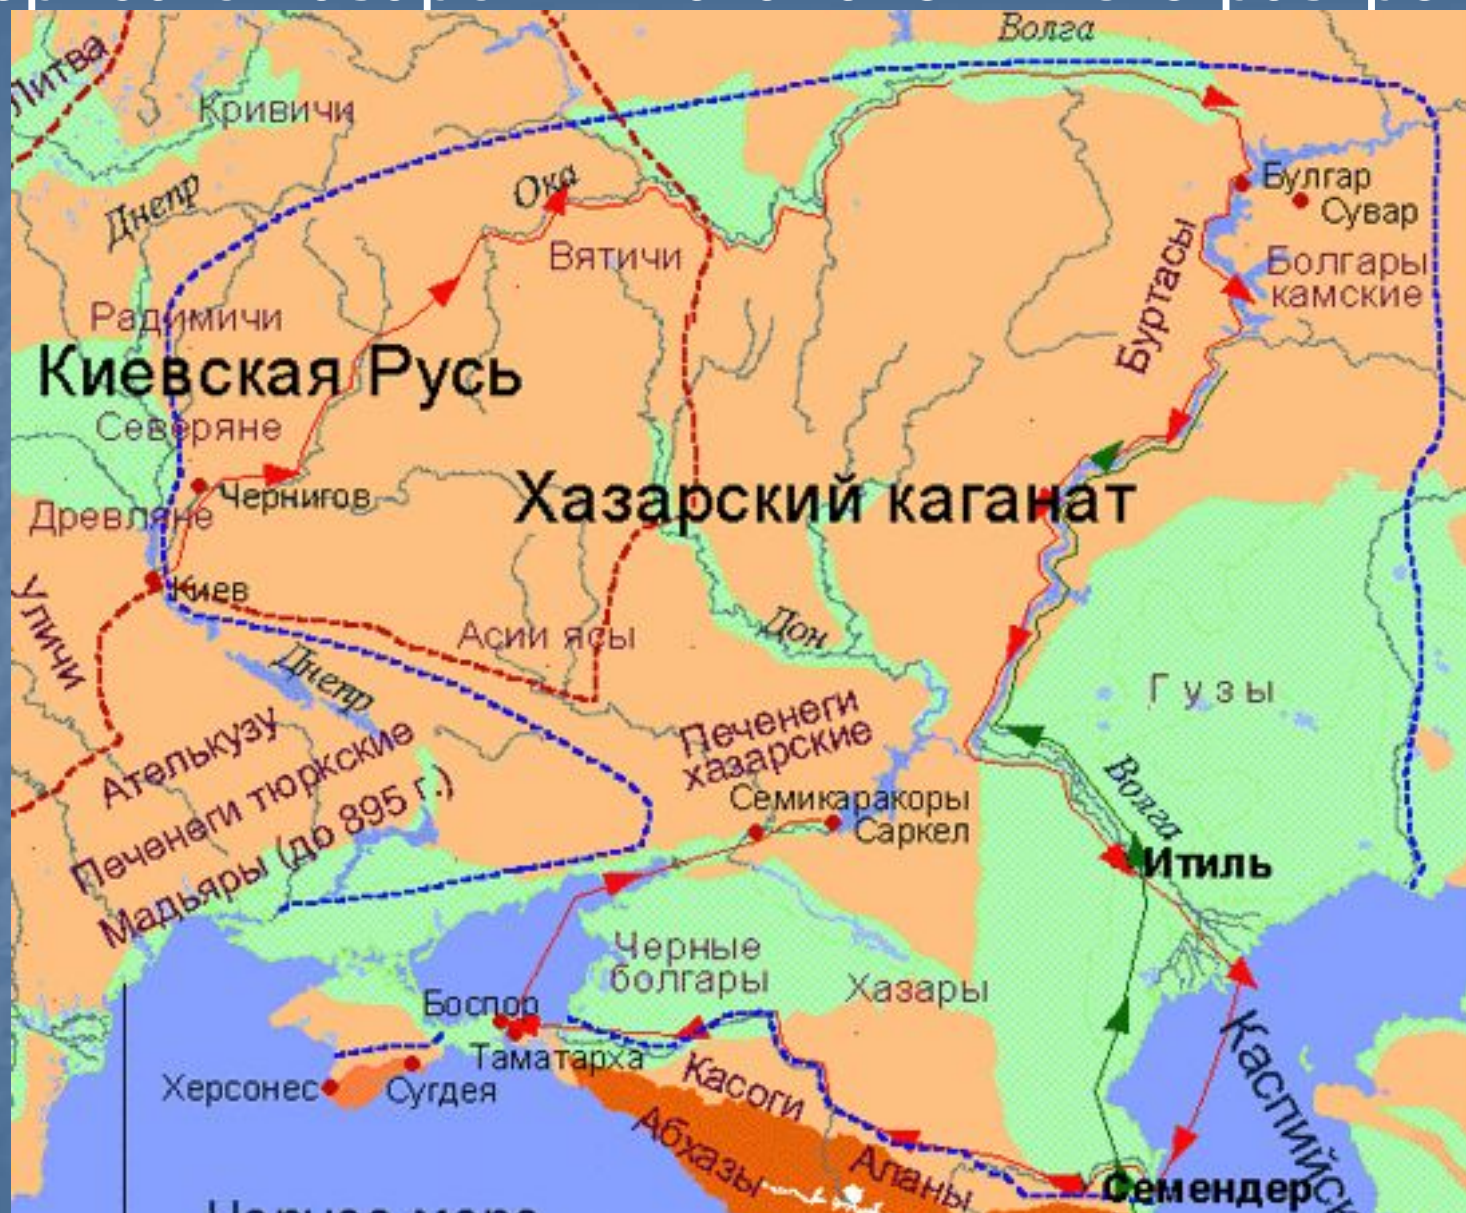 Волга
Литва
Кривичи
Днепр
Ока
Булгар
Сувар
Вятичи
Буртасы
Болгары
камские
Радимичи
Киевская Русь
Северяне
Чернигов
Хазарский каганат
Древляне
Киев
Уличи
Асии ясы
Дон
Днепр
Гузы
Ателькузу
Печенеги тюркские
Мадьяры (до 895 г.)
Печенеги
хазарские
Волга
Семикаракоры
Саркел
Итиль
Черные
болгары
Хазары
Боспор
Таматарха
Херсонес
Сугдея
Касоги
Абхазы
Аланы
Семендер
Каспийск